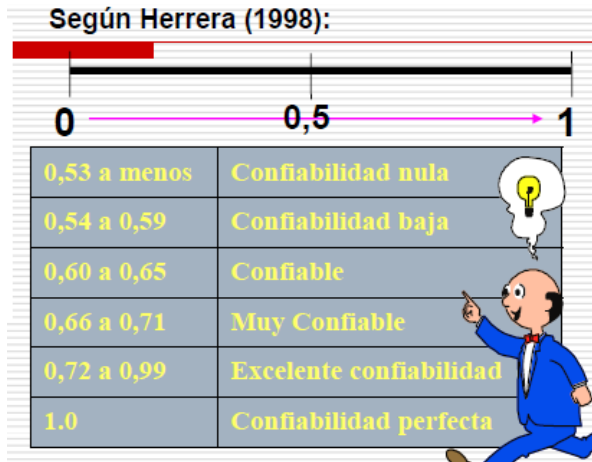 Según Herrera (1998):
0 0,5 1
0,53 a menos Confiabilidad nula
0,54 a 0,59 Confiabilidad baja
0,60 a 0,65 Confiable
0,66 a 0,71 Muy Confiable
0,72 a 0,99 Excelente confiabilidad
1.0 Confiabilidad perfecta